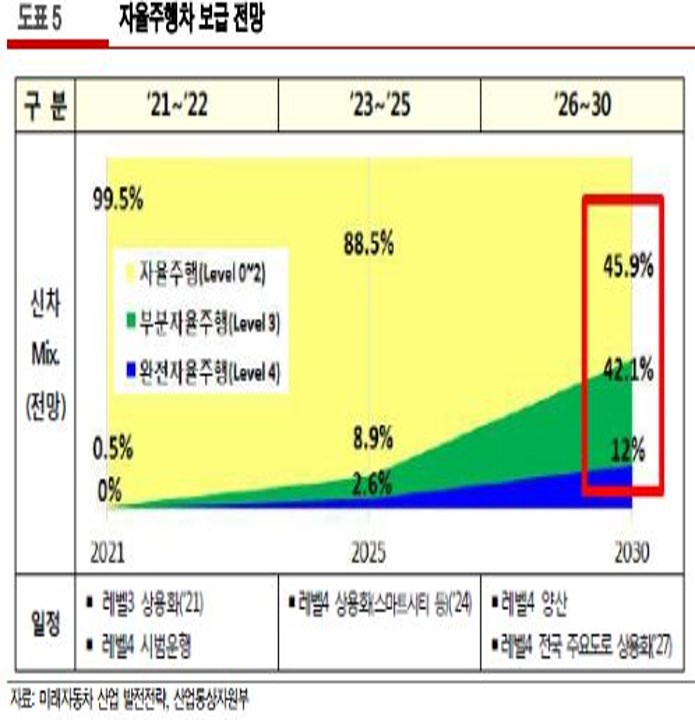 도표 5 자율주행차 보급 전망
구 분 '21~'22 '23~'25 '26~30
99.5%
88.5%
45.9%
자율주행(Level 0~2)
부분자율주행(Level 3)
완전자율주행(Level 4)
신차
Mix.
(전망)
42.1%
0.5% 8.9% 12%
0% 2.6%
2021 2025 2030
일정
▪ 레벨3 상용화('21)
▪ 레벨4 시범운행
▪ 레벨4 상용화(스마트시티 등)('24)
▪ 레벨4 양산
▪ 레벨4 전국 주요도로 상용화('27)
자료: 미래자동차 산업 발전전략, 산업통상자원부